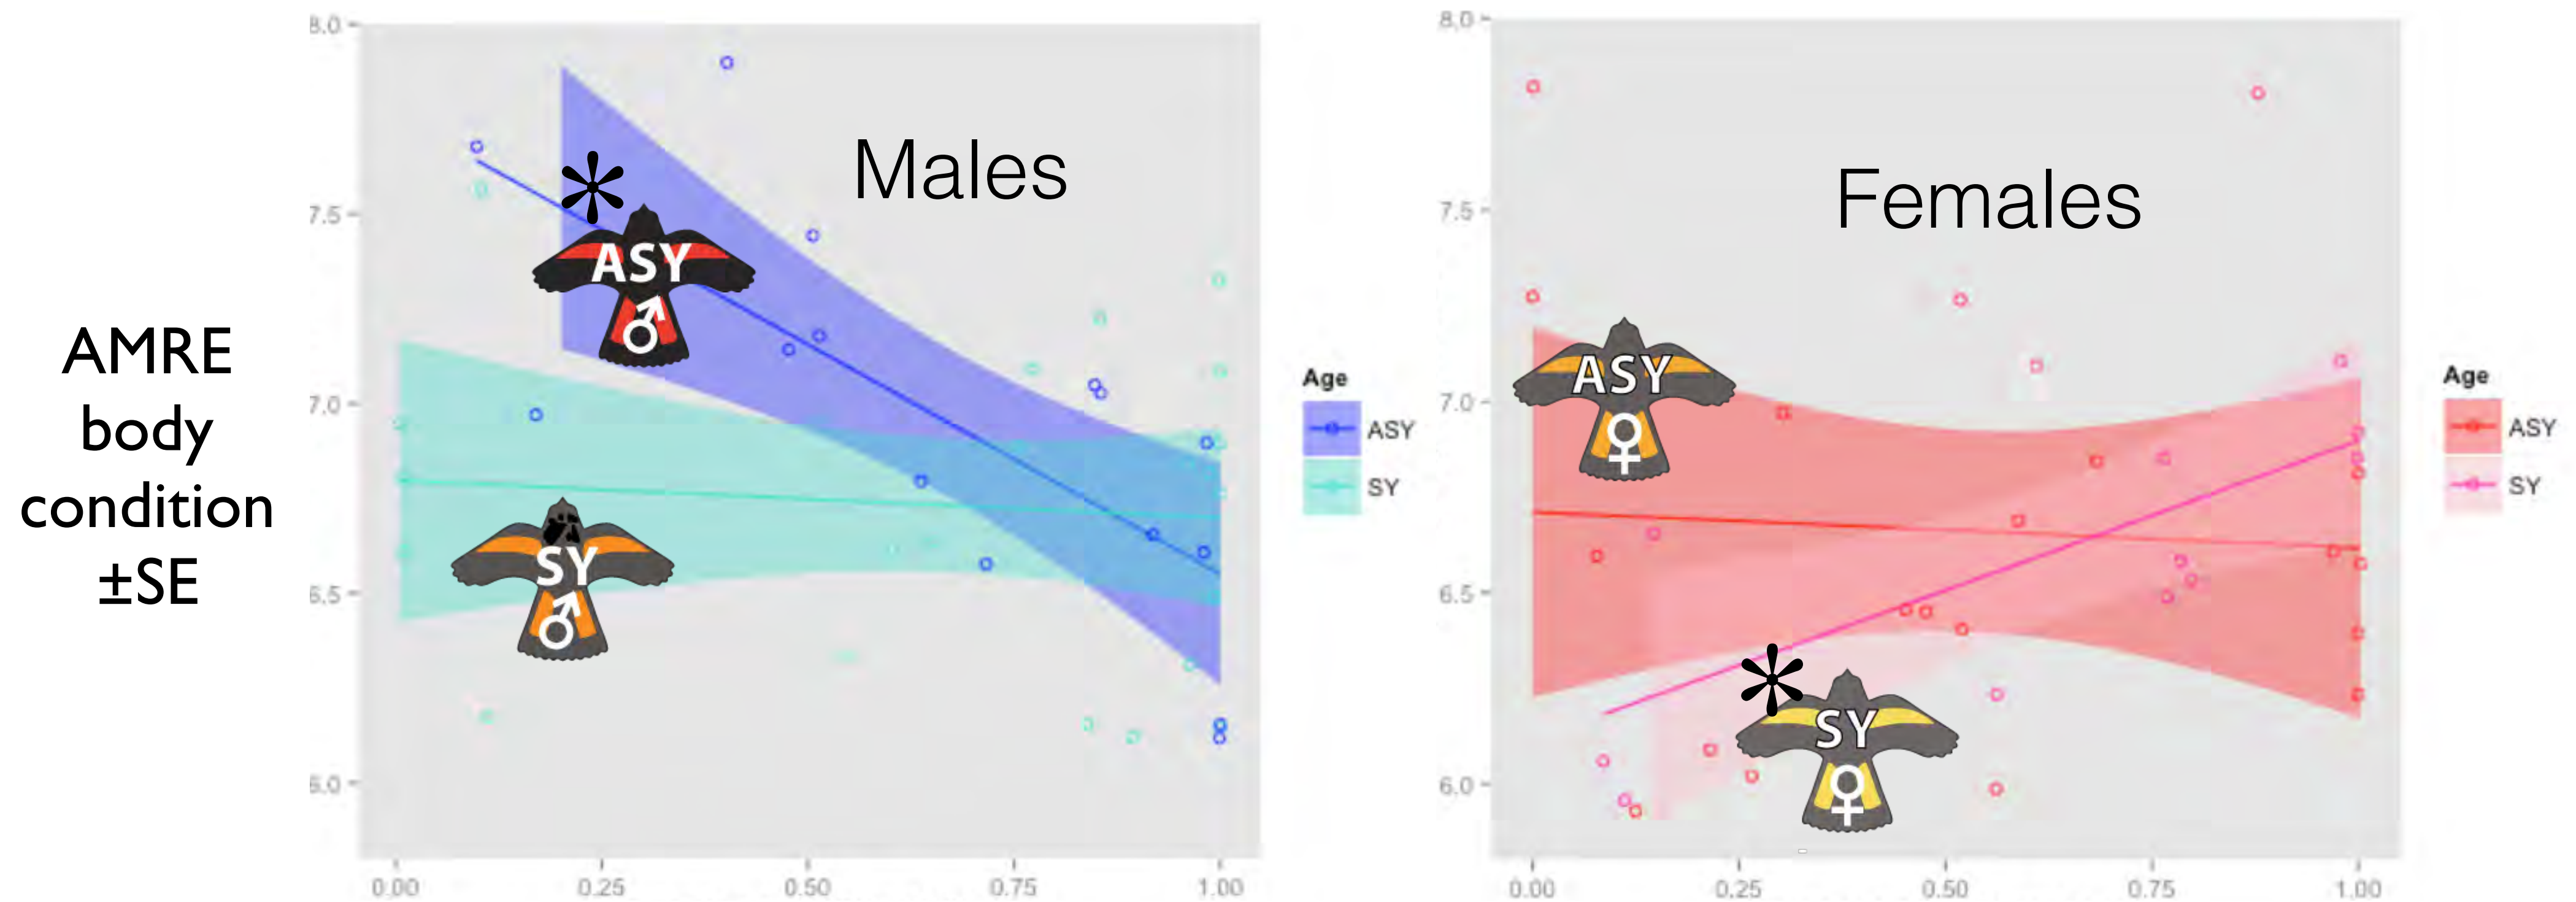 AMRE
body
condition
±SE
8.0
7.5
7.0
6.5
6.0
Males
ASY
♂
SY
♂
0.00 0.25 0.50 0.75 1.00
Age
ASY
SY
8.0
7.5
7.0
6.5
6.0
Females
ASY
♀
SY
♀
0.00 0.25 0.50 0.75 1.00
Age
ASY
SY